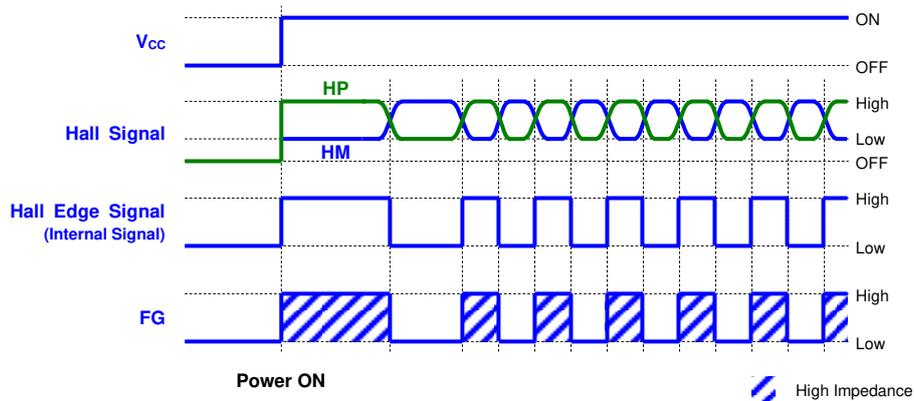 ON
Vcc
OFF
HP
High
Hall Signal
Low
HM
OFF
Hall Edge Signal
(Internal Signal)
High
Low
High
FG
Low
Power ON
High Impedance